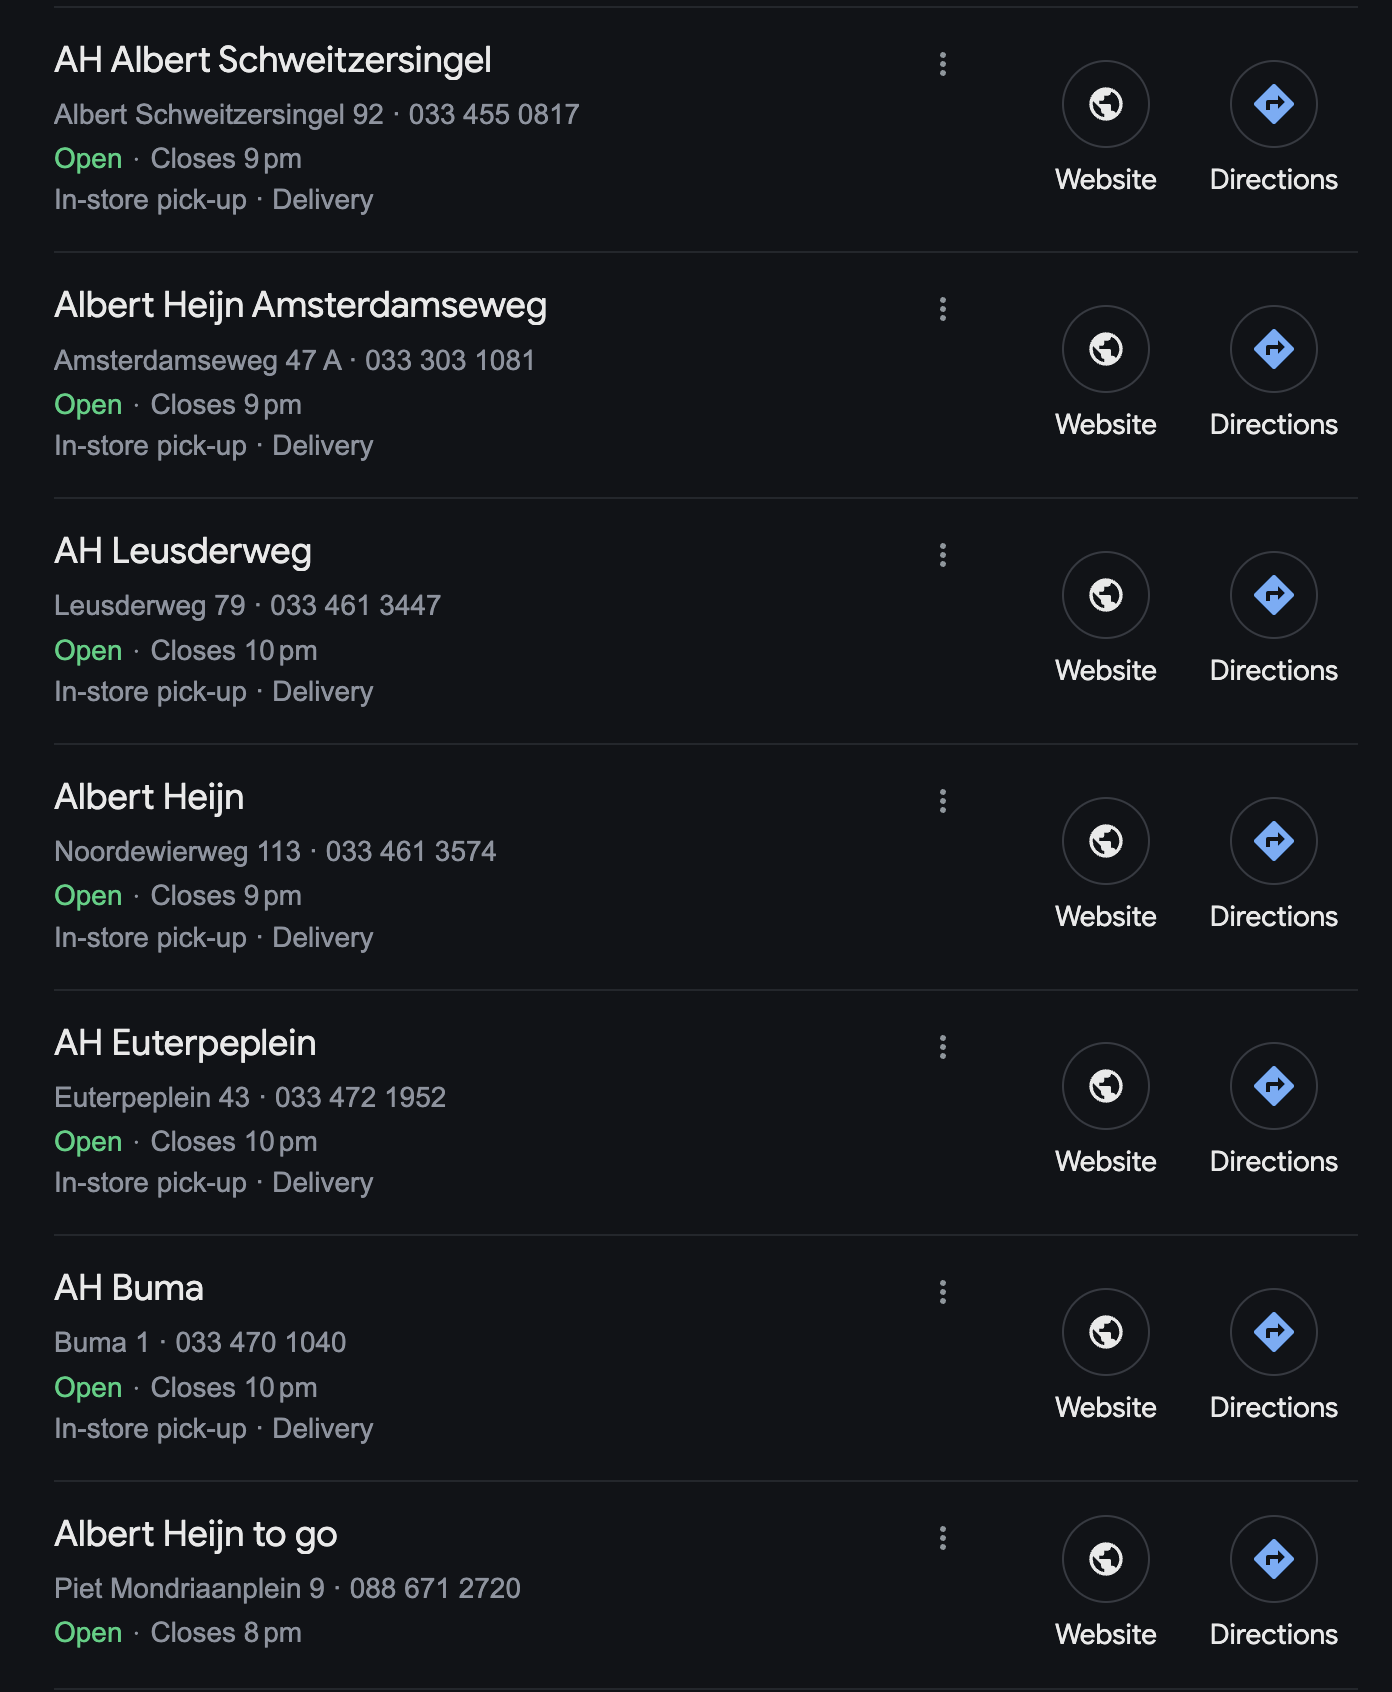 AH Albert Schweitzersingel
Albert Schweitzersingel 92 · 033 455 0817
Open · Closes 9 pm
In-store pick-up · Delivery
Website
Directions
Albert Heijn Amsterdamseweg
Amsterdamseweg 47 A · 033 303 1081
Open · Closes 9 pm
In-store pick-up · Delivery
Website
Directions
AH Leusderweg
Leusderweg 79 · 033 461 3447
Open · Closes 10 pm
In-store pick-up · Delivery
Website
Directions
Albert Heijn
Noordewierweg 113 · 033 461 3574
Open · Closes 9 pm
In-store pick-up · Delivery
Website
Directions
AH Euterpeplein
Euterpeplein 43 · 033 472 1952
Open · Closes 10 pm
In-store pick-up · Delivery
Website
Directions
AH Buma
Buma 1 · 033 470 1040
Open · Closes 10 pm
In-store pick-up · Delivery
Website
Directions
Albert Heijn to go
Piet Mondriaanplein 9 · 088 671 2720
Open · Closes 8 pm
Website
Directions